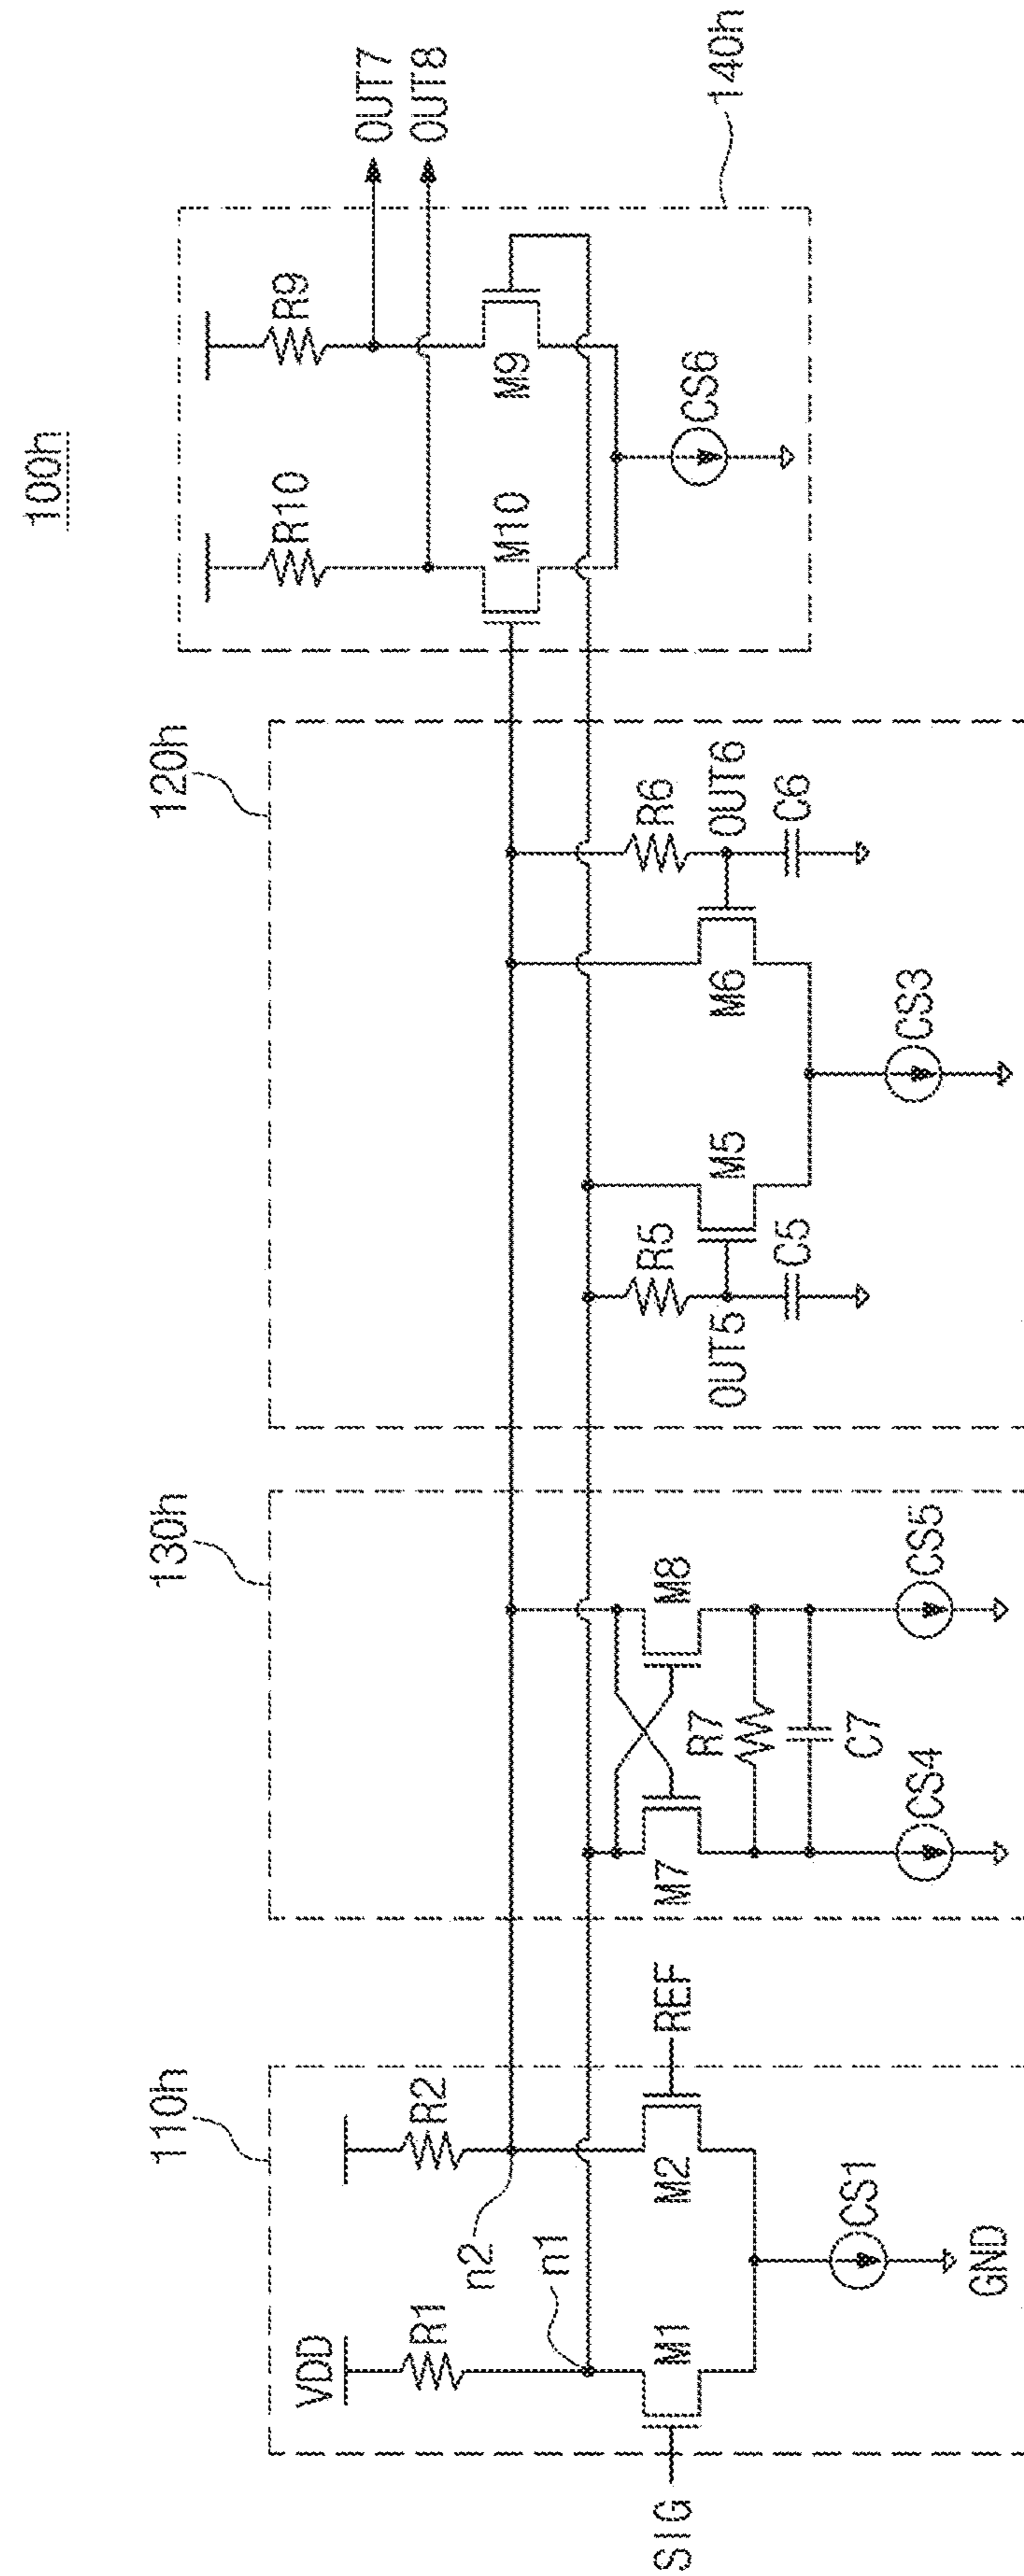 100h
110h
VDD
R1
R2
n2
n1
SIG
M1
M2
REF
CS1
GND
130h
M7
M8
R7
C7
CS4
CS5
120h
R5
R6
OUT5
M5
M6
OUT6
C5
C6
CS3
R10
R9
OUT7
OUT8
M10
M9
CS6
140h